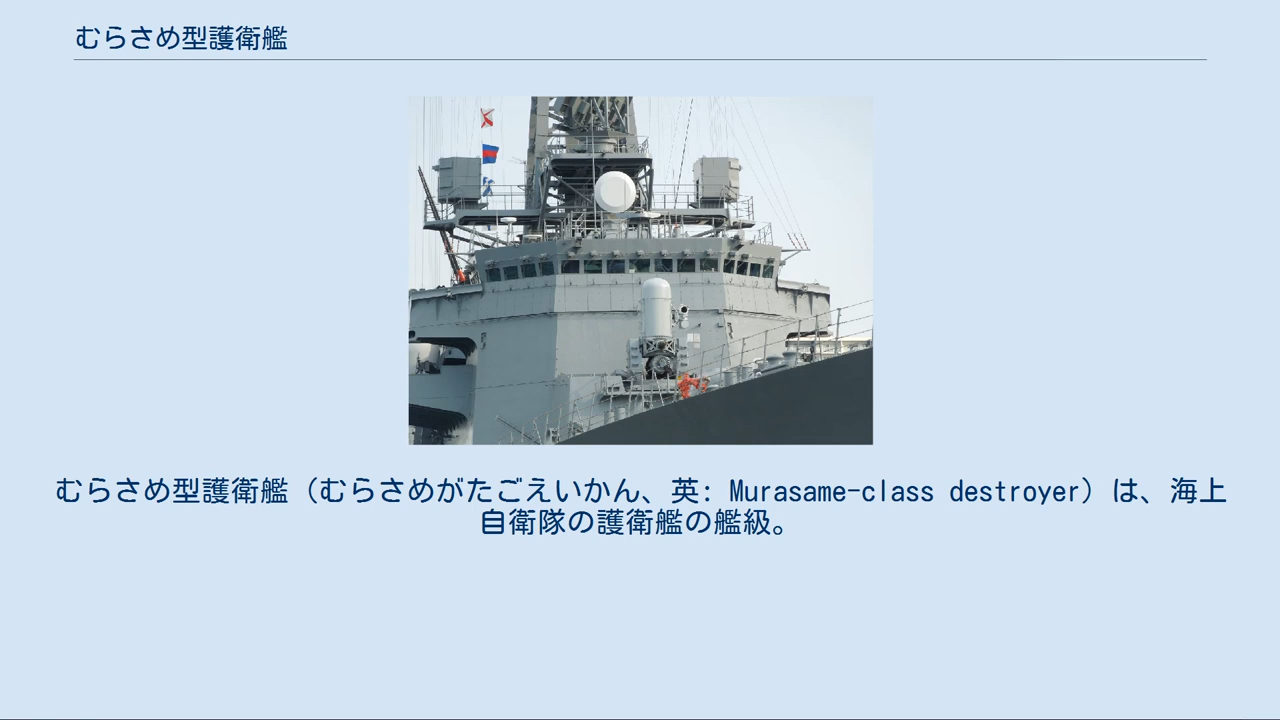 むらさめ型護衛艦
むらさめ型護衛艦（むらさめがたごえいかん、英: Murasame-class destroyer）は、海上
自衛隊の護衛艦の艦級。